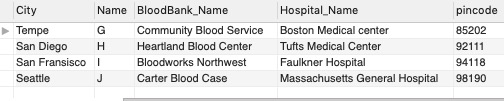 City Name BloodBank_Name Hospital_Name pincode
Tempe G Community Blood Service Boston Medical center 85202
San Diego H Heartland Blood Center Tufts Medical Center 92111
San Fransisco I Bloodworks Northwest Faulkner Hospital 94118
Seattle J Carter Blood Case Massachusetts General Hospital 98190